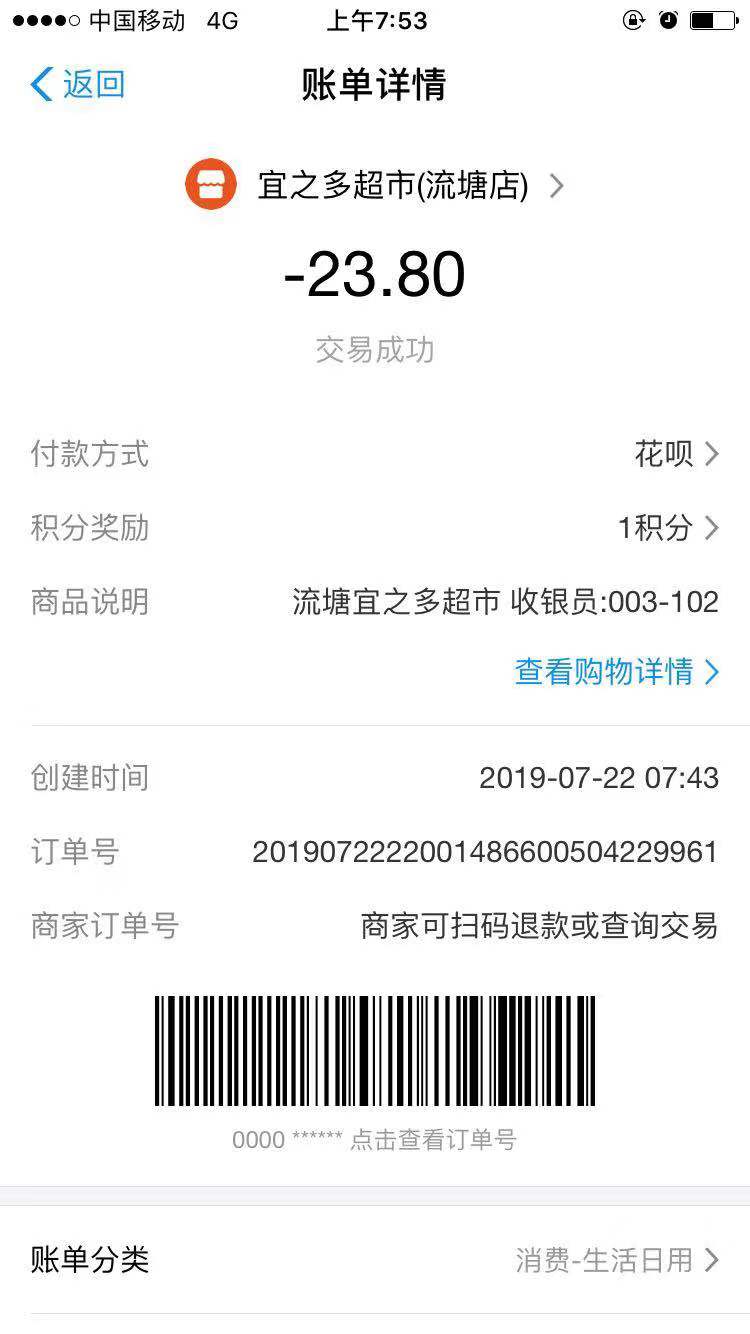 中国移动 4G 上午7:53
返回 账单详情
宜之多超市(流塘店)
-23.80
交易成功
付款方式 花呗
积分奖励 1积分
商品说明 流塘宜之多超市 收银员:003-102
查看购物详情
创建时间 2019-07-22 07:43
订单号 2019072222001486600504229961
商家订单号 商家可扫码退款或查询交易
0000 ****** 点击查看订单号
账单分类 消费-生活日用